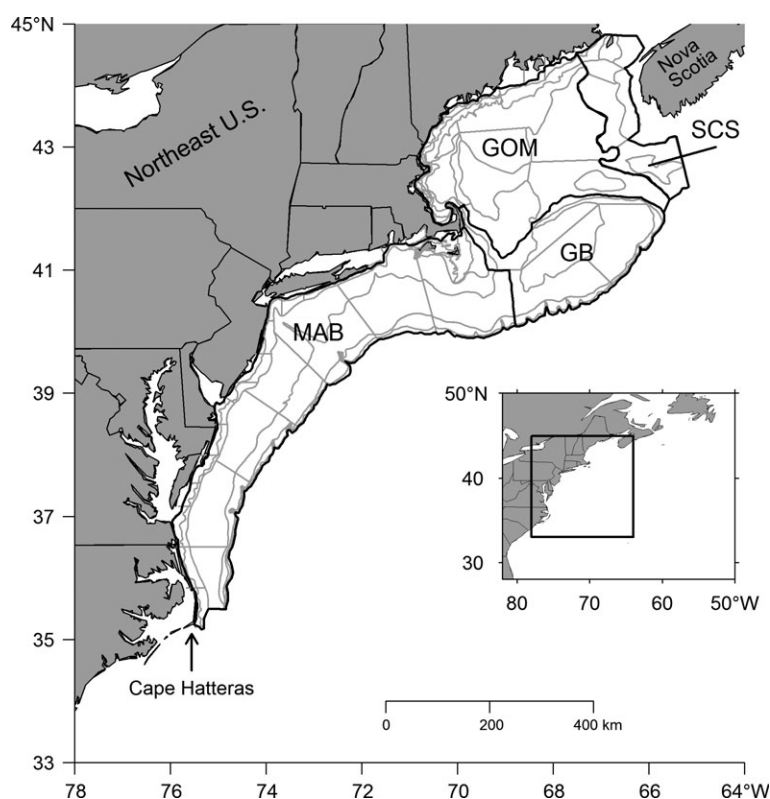 45°N
43
41
39
37
35
33
78
76
74
72
70
68
66
64°W
Northeast U.S.
Nova
Scotia
SCS
GOM
GB
MAB
Cape Hatteras
0
200
400 km
50°N
40
30
80
70
60
50°W